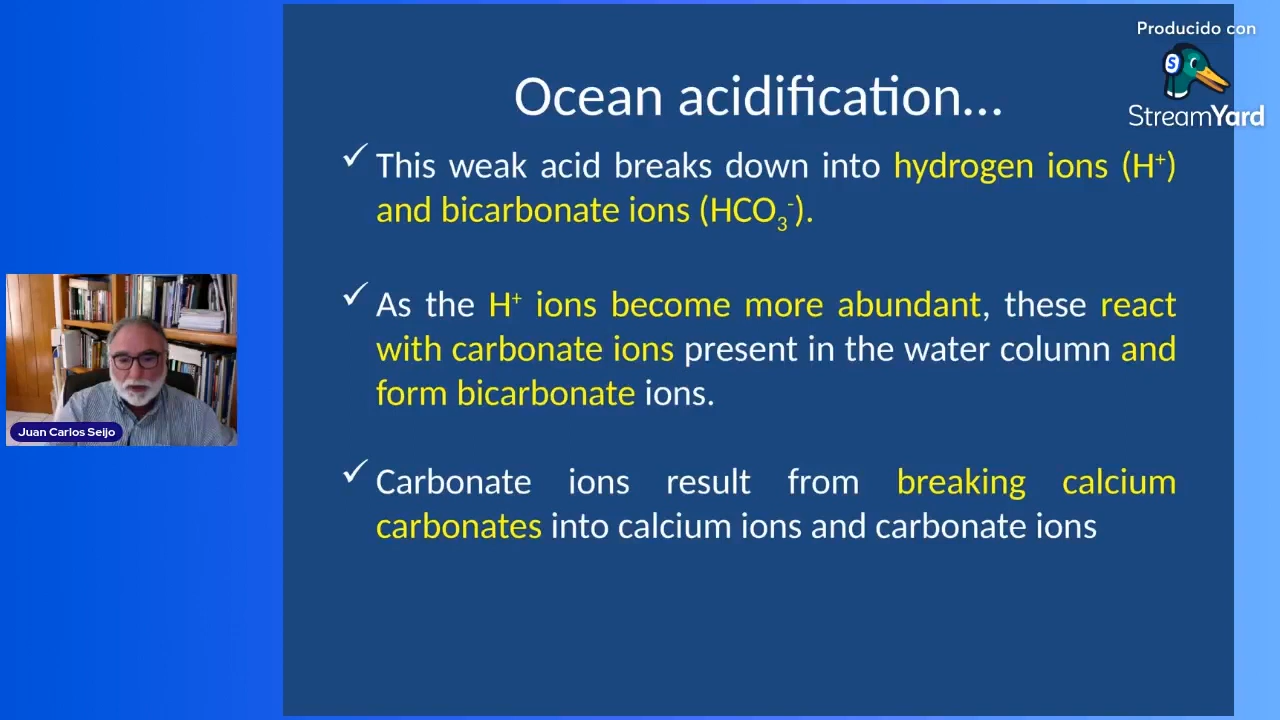 Producido con
StreamYard
Ocean acidification...
✓ This weak acid breaks down into hydrogen ions (H⁺)
and bicarbonate ions (HCO₃⁻).
✓ As the H⁺ ions become more abundant, these react
with carbonate ions present in the water column and
form bicarbonate ions.
✓ Carbonate ions result from breaking calcium
carbonates into calcium ions and carbonate ions
Juan Carlos Seijo